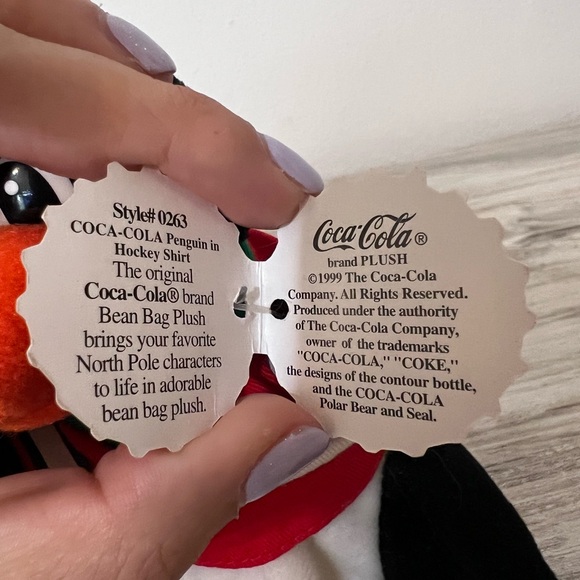 Style# 0263
COCA-COLA Penguin in
Hockey Shirt
The original
Coca-Cola® brand
Bean Bag Plush
brings your favorite
North Pole characters
to life in adorable
bean bag plush.
Coca-Cola®
brand PLUSH
©1999 The Coca-Cola
Company. All Rights Reserved.
Produced under the authority
of The Coca-Cola Company,
owner of the trademarks
"COCA-COLA," "COKE,"
the designs of the contour bottle,
and the COCA-COLA
Polar Bear and Seal.